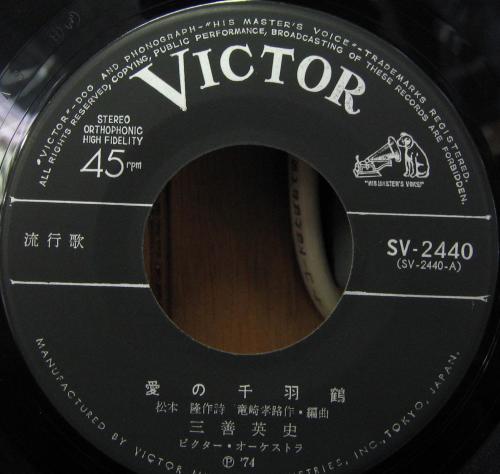 "VICTOR"-DOG AND PHONOGRAPH-"HIS MASTER'S VOICE"-TRADEMARKS REGISTERED.
ALL RIGHTS RESERVED, COPYING, PUBLIC PERFORMANCE, BROADCASTING OF THESE RECORDS ARE FORBIDDEN.
VICTOR
STEREO
ORTHOPHONIC
HIGH FIDELITY
45 rpm
"HIS MASTER'S VOICE"
流行歌
SV-2440
(SV-2440-A)
愛の千羽鶴
松本 隆作詩 竜崎孝路作・編曲
三善英史
ビクター・オーケストラ
Ⓟ '74
MANUFACTURED BY VICTOR INDUSTRIES, INC., TOKYO, JAPAN